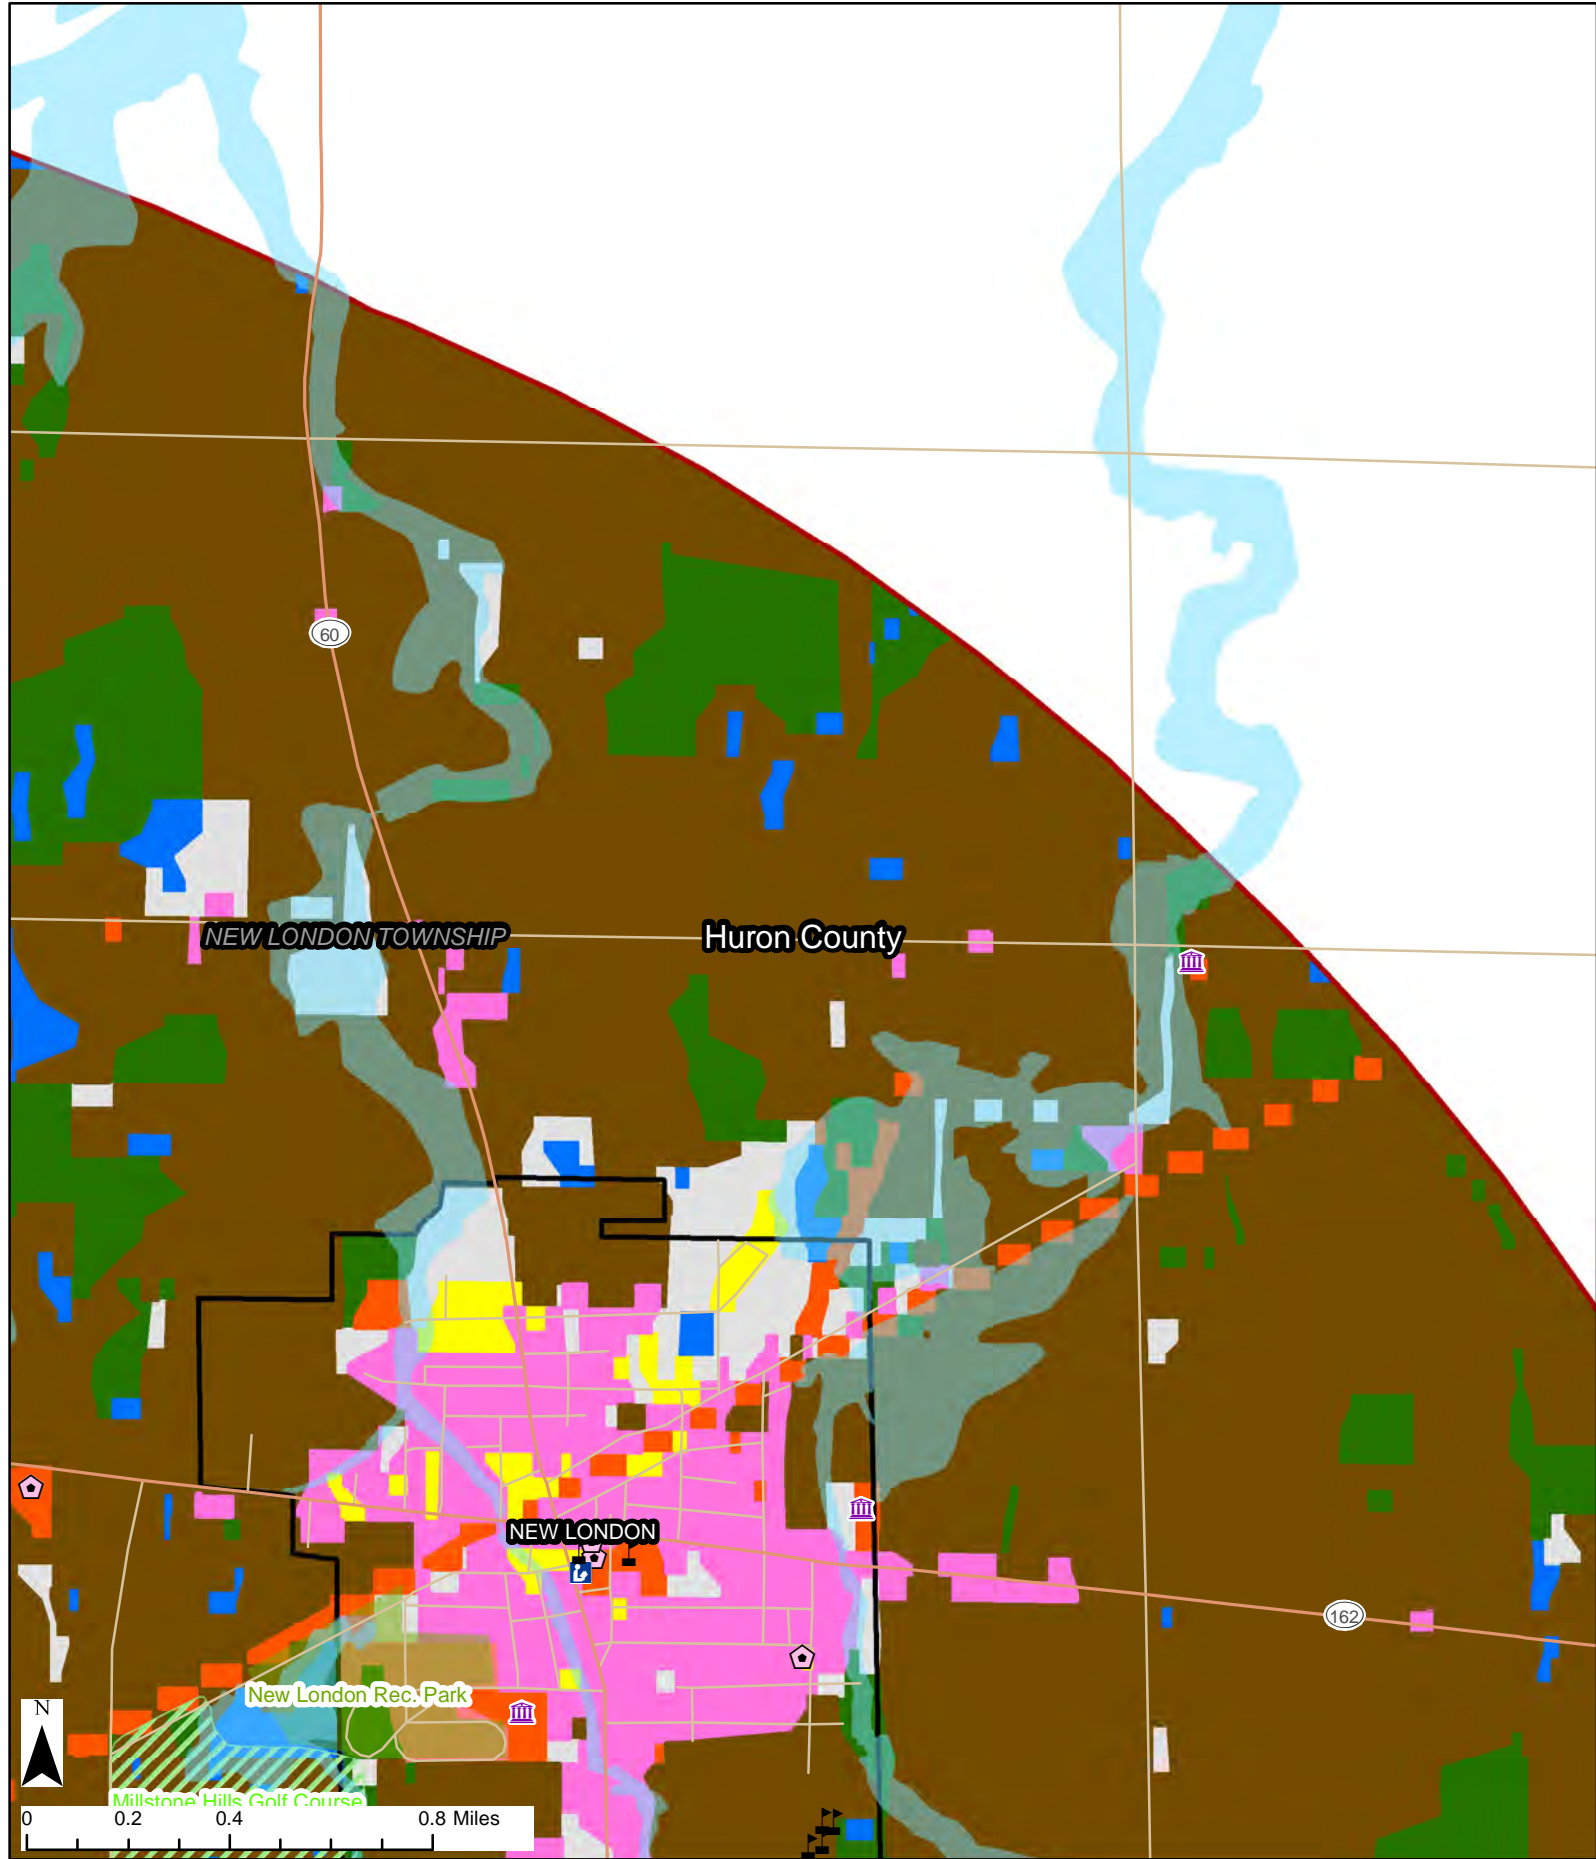 60
NEW LONDON TOWNSHIP
Huron County
NEW LONDON
162
New London Rec. Park
N
Millstone Hills Golf Course
0 0.2 0.4 0.8 Miles